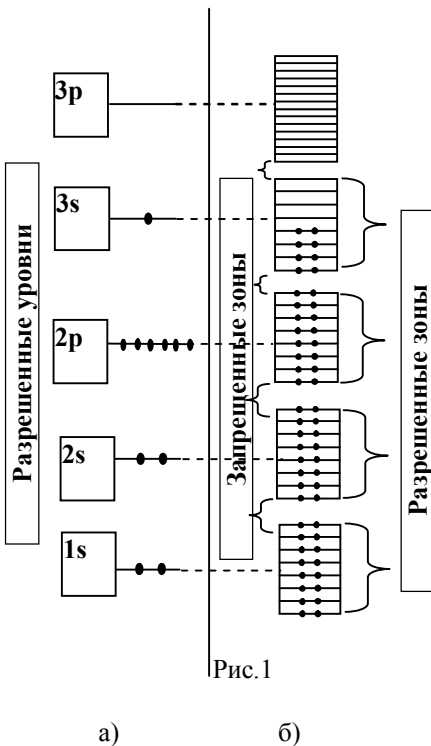 3p
3s
2p
2s
1s
Разрешенные уровни
Запрещенные зоны
Разрешенные зоны
Рис.1
а)
б)